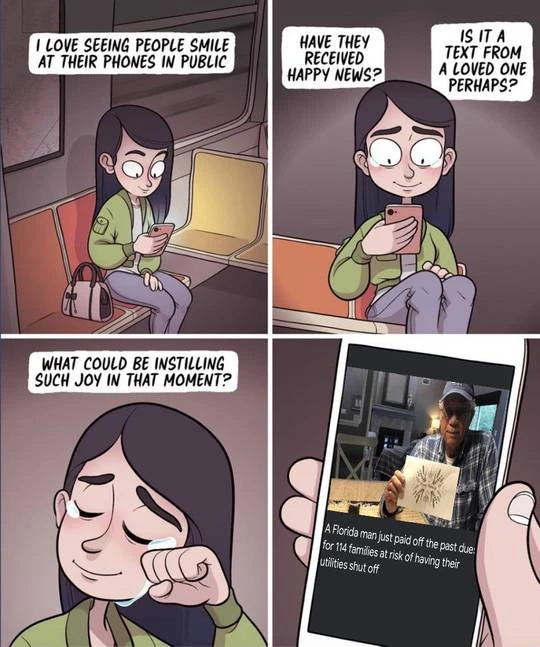 I LOVE SEEING PEOPLE SMILE
AT THEIR PHONES IN PUBLIC
HAVE THEY
RECEIVED
HAPPY NEWS?
IS IT A
TEXT FROM
A LOVED ONE
PERHAPS?
WHAT COULD BE INSTILLING
SUCH JOY IN THAT MOMENT?
A Florida man just paid off the past due
for 114 families at risk of having their
utilities shut off